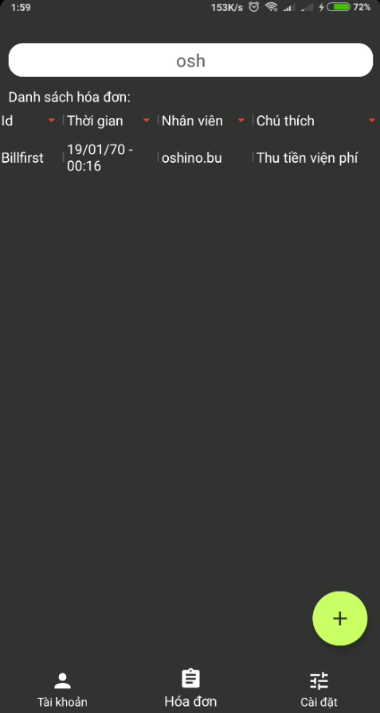 1:59 153K/s 72%
osh
Danh sách hóa đơn:
Id Thời gian Nhân viên Chú thích
Billfirst 19/01/70 - 00:16 oshino.bu Thu tiền viện phí
Tài khoản Hóa đơn Cài đặt